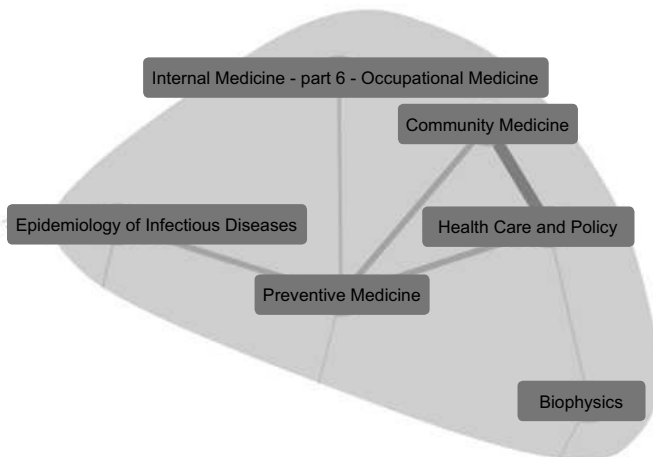 Internal Medicine - part 6 - Occupational Medicine
Community Medicine
Epidemiology of Infectious Diseases
Health Care and Policy
Preventive Medicine
Biophysics